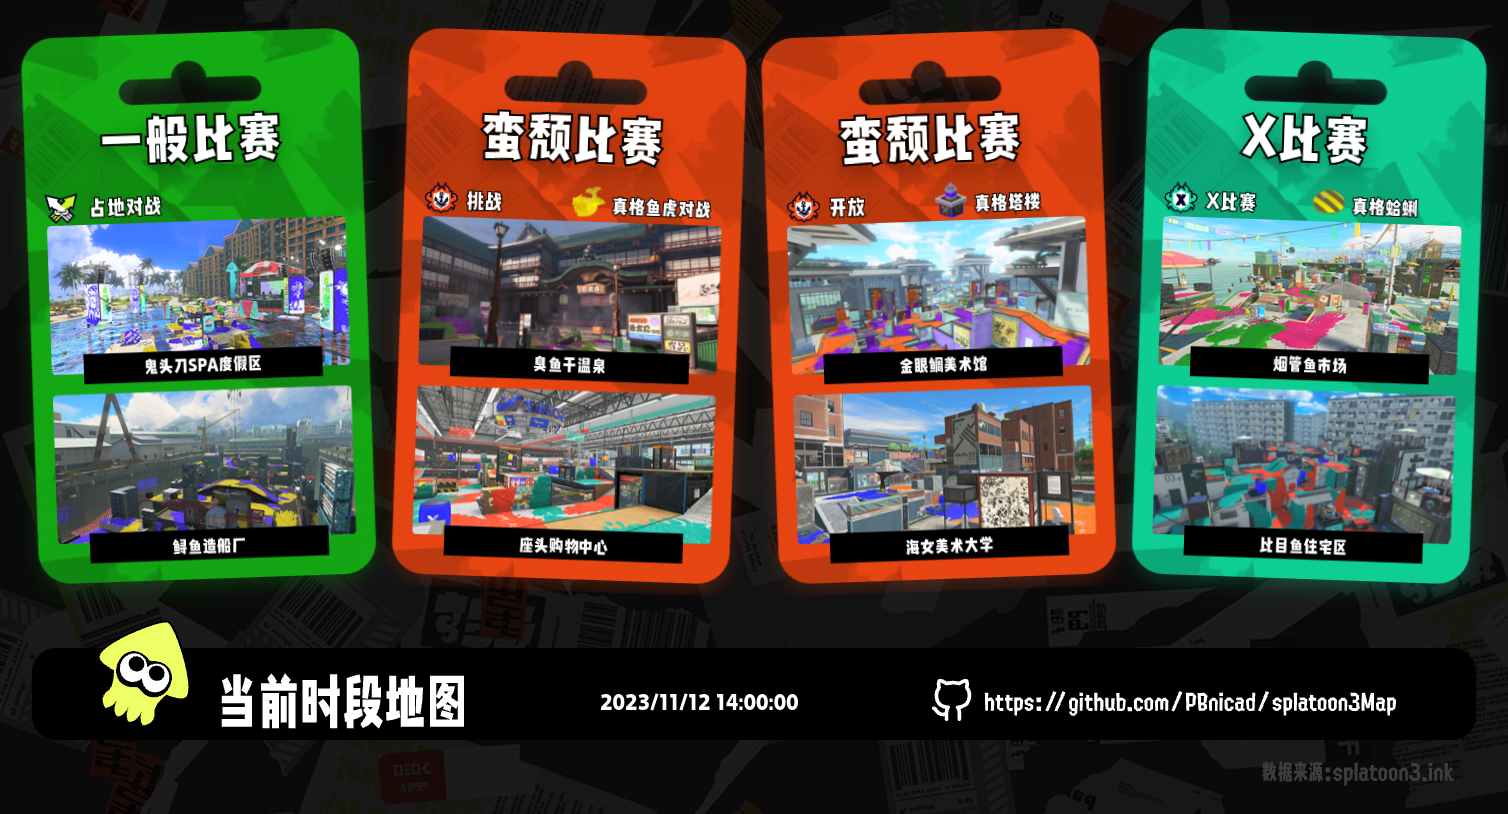 一般比赛
占地对战
鬼头刀SPA度假区
鲟鱼造船厂
蛮颓比赛
挑战
真格鱼虎对战
臭鱼干温泉
座头购物中心
蛮颓比赛
开放
真格塔楼
金眼鲷美术馆
海女美术大学
X比赛
X比赛
真格蛤蜊
烟管鱼市场
比目鱼住宅区
当前时段地图
2023/11/12 14:00:00
https://github.com/PBnicad/splatoon3Map
数据来源:splatoon3.ink